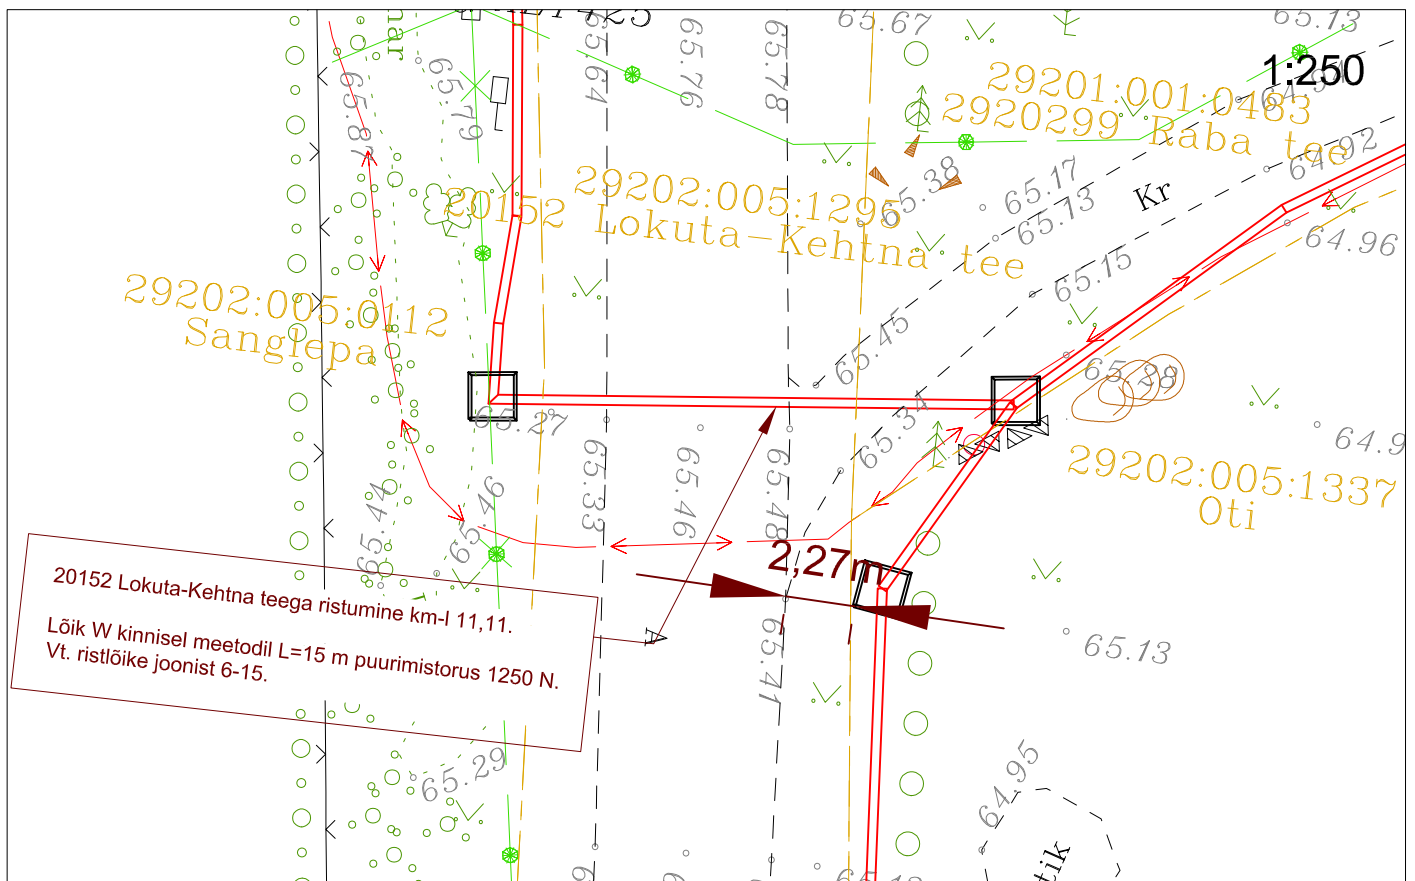 65.67
65.13
1:250
65.64
65.76
65.78
65.79
65.87
29201:001:0483
2920299 Raba tee
64.92
65.38
65.17
65.13
Kr
29202:005:1295
20152 Lokuta-Kehtna tee
64.96
65.15
29202:005:0112
Sanglepa
65.45
65.28
65.27
65.34
64.9
65.33
65.46
65.48
65.44
65.46
29202:005:1337
Oti
2,27m
20152 Lokuta-Kehtna teega ristumine km-l 11,11.
Lõik W kinnisel meetodil L=15 m puurimistorus 1250 N.
Vt. ristlõike joonist 6-15.
A
65.41
65.13
65.29
64.95
tik